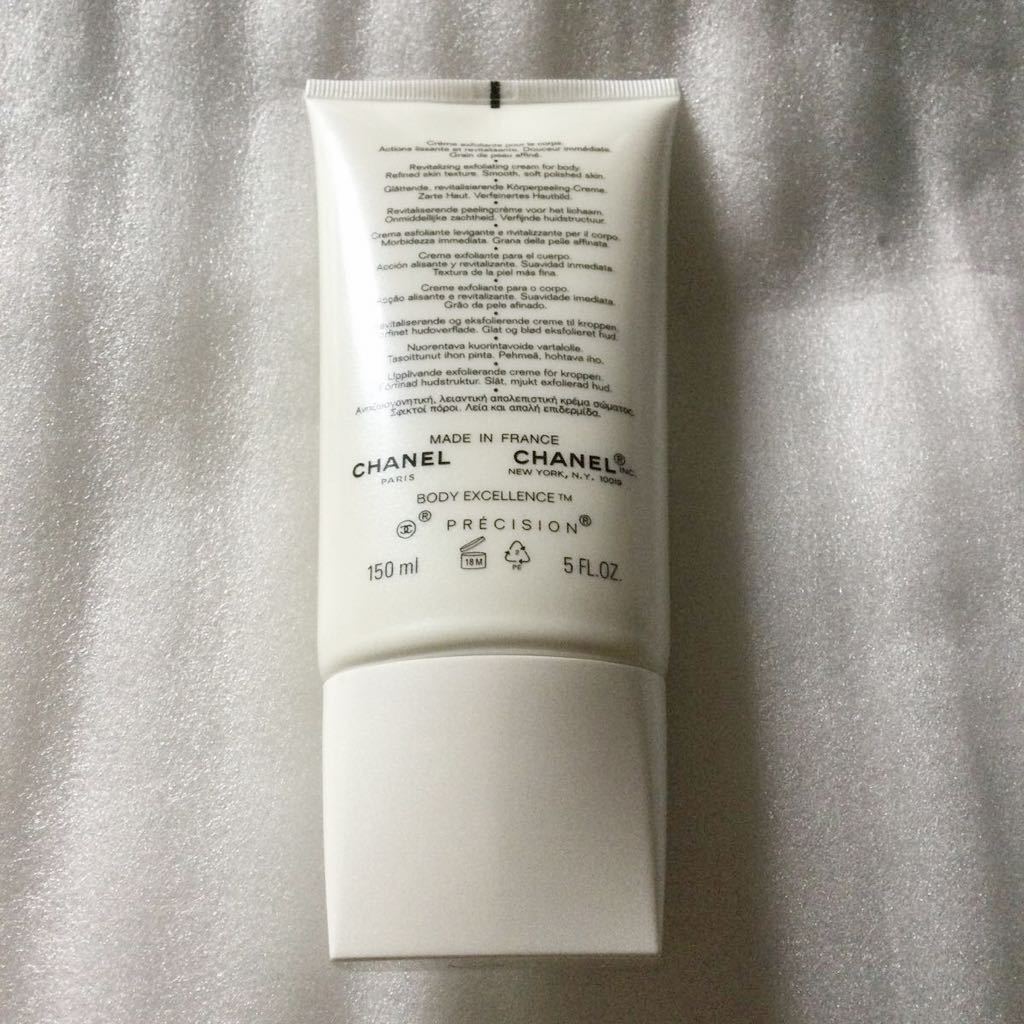 Crème exfoliante pour le corps.
Actions lissante et revitalisante. Douceur immédiate.
Grain de peau affiné.
•
Revitalizing exfoliating cream for body.
Refined skin texture. Smooth, soft polished skin.
•
Glättende, revitalisierende Körperpeeling-Creme.
Zarte Haut. Verfeinertes Hautbild.
•
Revitaliserende peelingcrème voor het lichaam.
Onmiddellijke zachtheid. Verfijnde huidstructuur.
•
Crema esfoliante levigante e rivitalizzante per il corpo.
Morbidezza immediata. Grana della pelle affinata.
•
Crema exfoliante para el cuerpo.
Acción alisante y revitalizante. Suavidad inmediata.
Textura de la piel más fina.
•
Creme exfoliante para o corpo.
Acção alisante e revitalizante. Suavidade imediata.
Grão da pele afinado.
•
vitaliserende og eksfolierende creme til kroppen.
finet hudoverflade. Glat og blød eksfolieret hud.
•
Nuorentava kuorintavoide vartalolle.
Tasoittunut ihon pinta. Pehmeä, hohtava iho.
•
Upplivande exfolierande creme för kroppen.
Förfinad hudstruktur. Slät, mjukt exfolierad hud.
•
λειαντική απολεπιστική κρέμα σώματος.
Σφικτοί πόροι. Λεία και απαλή επιδερμίδα.
MADE IN FRANCE
CHANEL CHANEL® INC.
PARIS NEW YORK, N.Y. 10019
BODY EXCELLENCE™
® PRÉCISION®
150 ml 18 M 2 PE 5 FL.OZ.